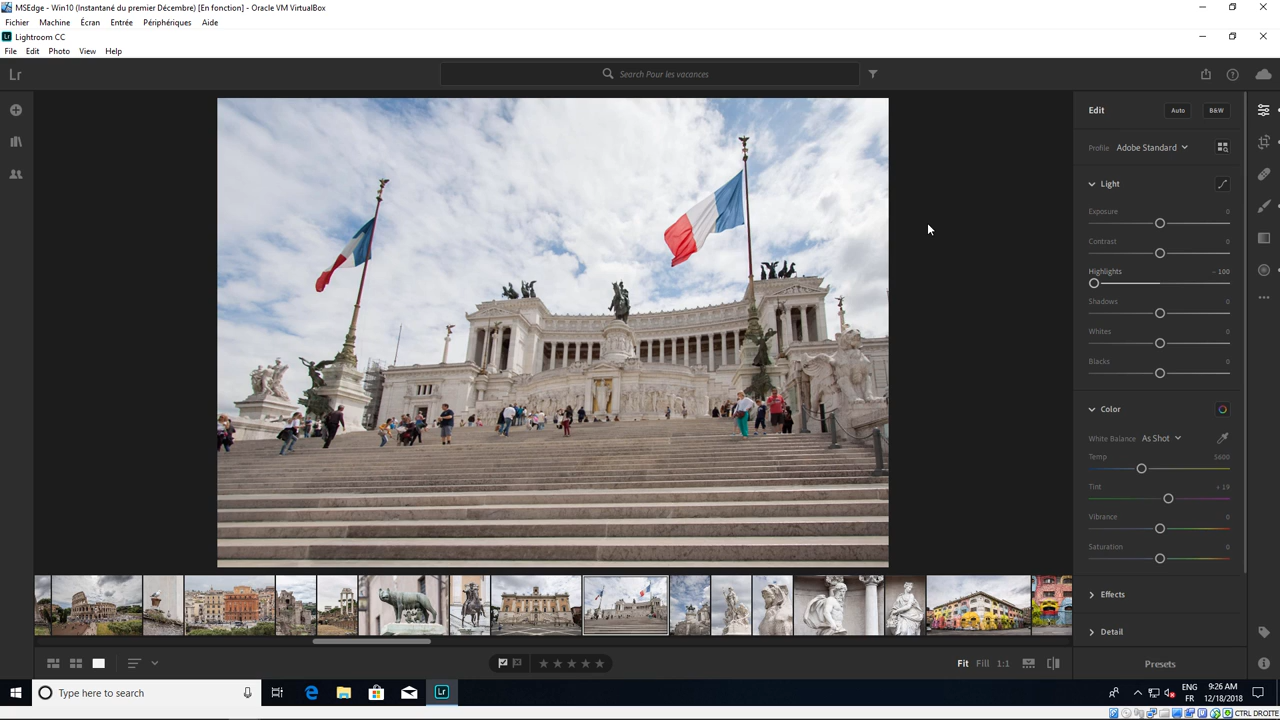 MSEdge - Win10 (Instantané du premier Décembre) [En fonction] - Oracle VM VirtualBox
Fichier Machine Écran Entrée Périphériques Aide
Lr Lightroom CC
File Edit Photo View Help
Lr Search Pour les vacances
Edit Auto B&W
Profile Adobe Standard
Light
Exposure 0
Contrast 0
Highlights - 100
Shadows 0
Whites 0
Blacks 0
Color
White Balance As Shot
Temp 5600
Tint + 19
Vibrance 0
Saturation 0
Effects
Detail
Fit Fill 1:1 Presets
Type here to search Lr ENG 9:26 AM
FR 12/18/2018
CTRL DROITE